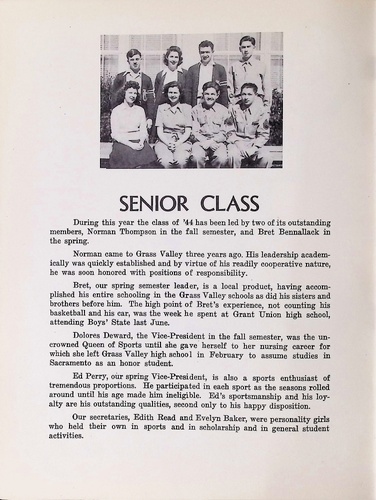 SENIOR CLASS
During this year the class of '44 has been led by two of its outstanding
members, Norman Thompson in the fall semester, and Bret Bennallack in
the spring.
Norman came to Grass Valley three years ago. His leadership academ-
ically was quickly established and by virtue of his readily cooperative nature,
he was soon honored with positions of responsibility.
Bret, our spring semester leader, is a local product, having accom-
plished his entire schooling in the Grass Valley schools as did his sisters and
brothers before him. The high point of Bret's experience, not counting his
basketball and his car, was the week he spent at Grant Union high school,
attending Boys' State last June.
Dolores Deward, the Vice-President in the fall semester, was the un-
crowned Queen of Sports until she gave herself to her nursing career for
which she left Grass Valley high school in February to assume studies in
Sacramento as an honor student.
Ed Perry, our spring Vice-President, is also a sports enthusiast of
tremendous proportions. He participated in each sport as the seasons rolled
around until his age made him ineligible. Ed's sportsmanship and his loy-
alty are his outstanding qualities, second only to his happy disposition.
Our secretaries, Edith Read and Evelyn Baker, were personality girls
who held their own in sports and in scholarship and in general student
activities.